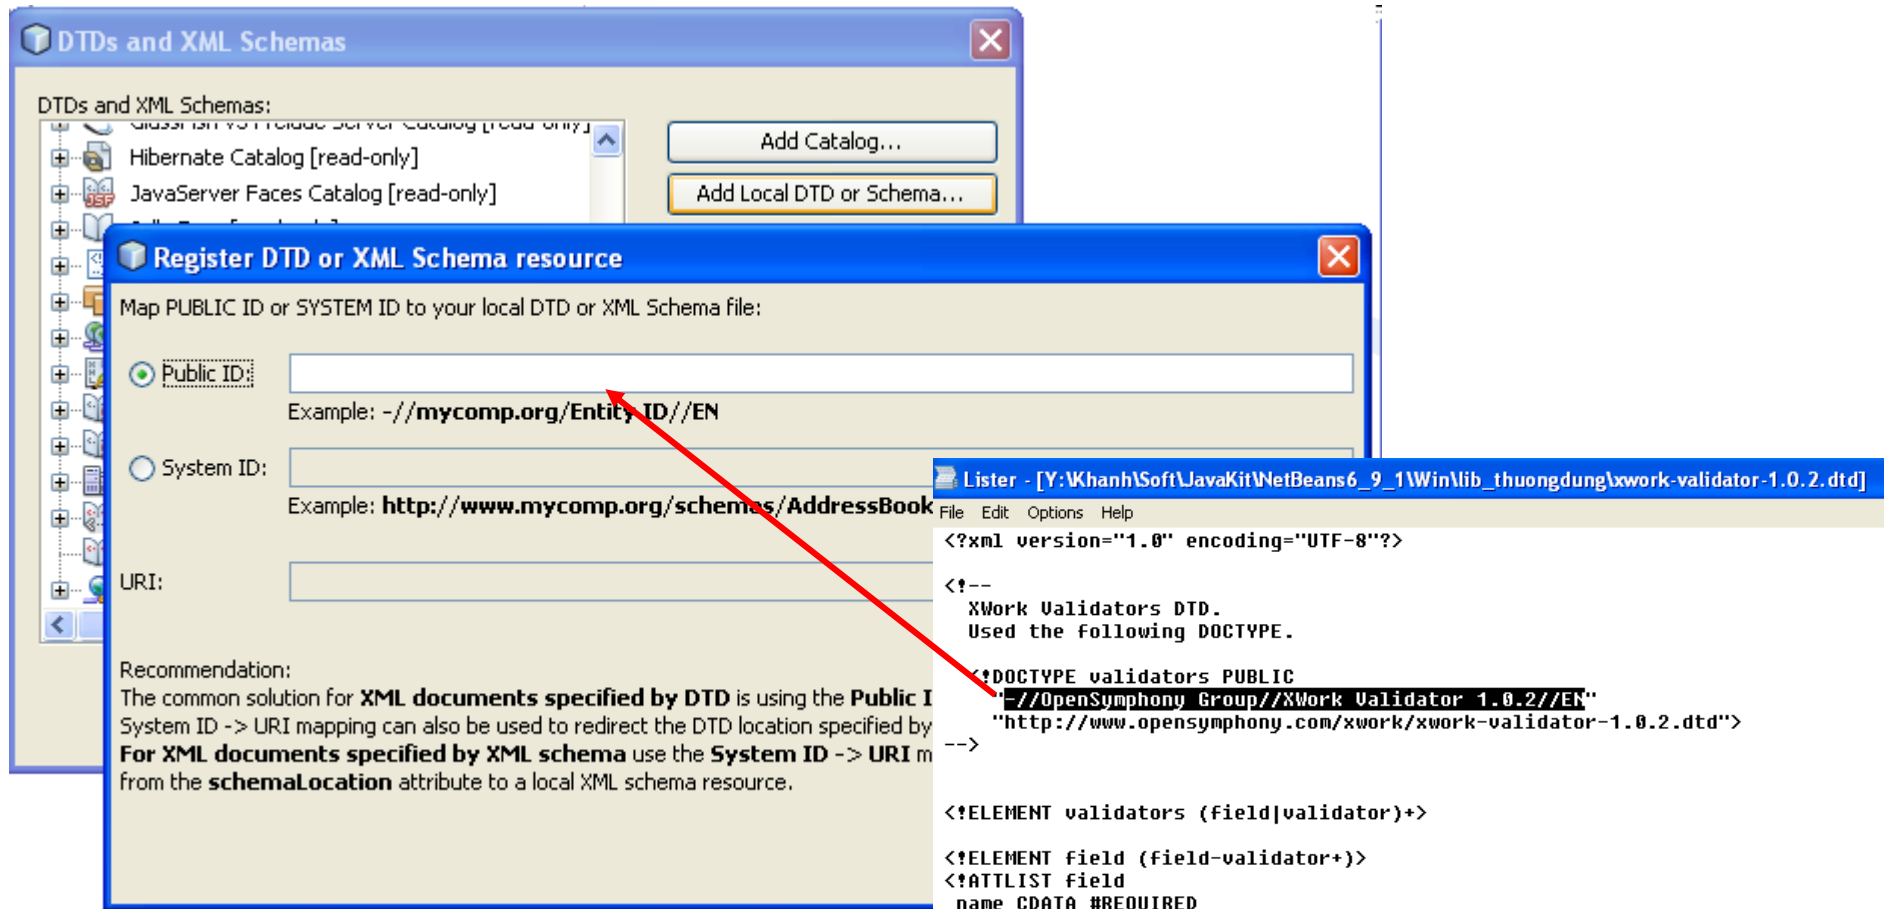 DTDs and XML Schemas
DTDs and XML Schemas:
Hibernate Catalog [read-only]
JavaServer Faces Catalog [read-only]
Add Catalog...
Add Local DTD or Schema...
Register DTD or XML Schema resource
Map PUBLIC ID or SYSTEM ID to your local DTD or XML Schema file:
Public ID:
Example: -//mycomp.org/Entity ID//EN
System ID:
Example: http://www.mycomp.org/schemas/AddressBook
URI:
Recommendation:
The common solution for XML documents specified by DTD is using the Public I
System ID -> URI mapping can also be used to redirect the DTD location specified by
For XML documents specified by XML schema use the System ID -> URI m
from the schemaLocation attribute to a local XML schema resource.
Lister - [Y:\Khanh\Soft\JavaKit\NetBeans6_9_1\Win\lib_thuongdung\xwork-validator-1.0.2.dtd]
File Edit Options Help
<?xml version="1.0" encoding="UTF-8"?>
<!--
XWork Validators DTD.
Used the following DOCTYPE.
<!DOCTYPE validators PUBLIC
"-//OpenSymphony Group//XWork Validator 1.0.2//EN"
"http://www.opensymphony.com/xwork/xwork-validator-1.0.2.dtd">
-->
<!ELEMENT validators (field|validator)+>
<!ELEMENT field (field-validator+)>
<!ATTLIST field
name CDATA #REQUIRED